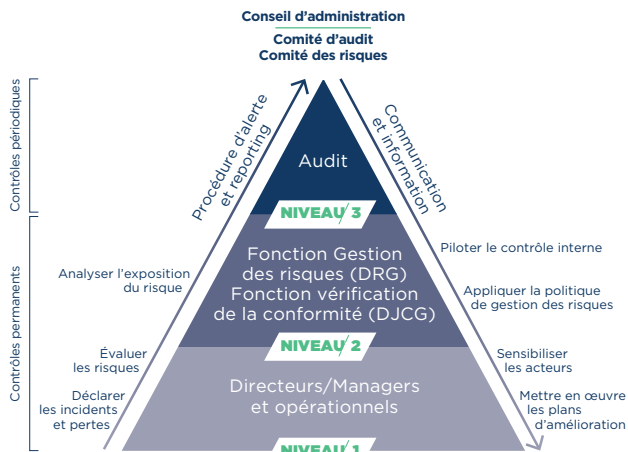 Conseil d'administration
Comité d'audit
Comité des risques
Contrôles périodiques
Procédure d'alerte
et reporting
Communication
et information
Audit
NIVEAU/3
Contrôles permanents
Analyser l'exposition
du risque
Évaluer
les risques
Déclarer
les incidents
et pertes
Fonction Gestion
des risques (DRG)
Fonction vérification
de la conformité (DJCG)
NIVEAU/2
Directeurs/Managers
et opérationnels
NIVEAU/1
Piloter le contrôle interne
Appliquer la politique
de gestion des risques
Sensibiliser
les acteurs
Mettre en œuvre
les plans
d'amélioration